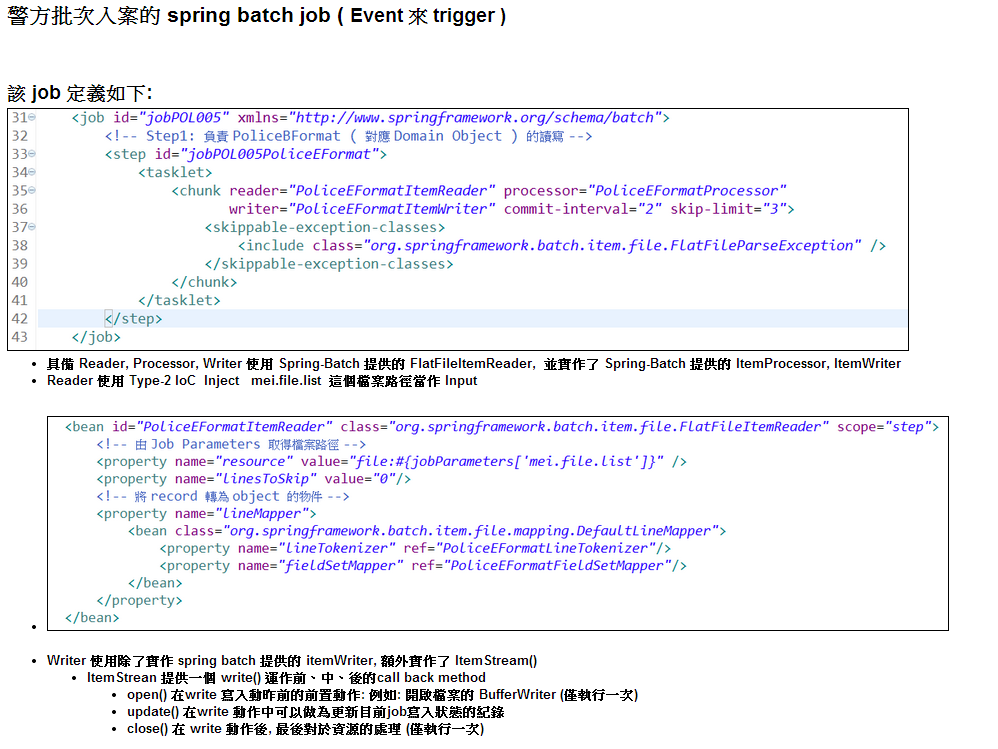 警方批次入案的 spring batch job ( Event 來 trigger )
該 job 定義如下:
31 <job id="jobPOL005" xmlns="http://www.springframework.org/schema/batch">
32 <!-- Step1: 負責 PoliceBFormat ( 對應 Domain Object ) 的讀寫 -->
33 <step id="jobPOL005PoliceEFormat">
34 <tasklet>
35 <chunk reader="PoliceEFormatItemReader" processor="PoliceEFormatProcessor"
36 writer="PoliceEFormatItemWriter" commit-interval="2" skip-limit="3">
37 <skippable-exception-classes>
38 <include class="org.springframework.batch.item.file.FlatFileParseException" />
39 </skippable-exception-classes>
40 </chunk>
41 </tasklet>
42 </step>
43 </job>
• 具備 Reader, Processor, Writer 使用 Spring-Batch 提供的 FlatFileItemReader, 並實作了 Spring-Batch 提供的 ItemProcessor, ItemWriter
• Reader 使用 Type-2 IoC Inject mei.file.list 這個檔案路徑當作 Input
<bean id="PoliceEFormatItemReader" class="org.springframework.batch.item.file.FlatFileItemReader" scope="step">
<!-- 由 Job Parameters 取得檔案路徑 -->
<property name="resource" value="file:#{jobParameters['mei.file.list']}" />
<property name="linesToSkip" value="0"/>
<!-- 將 record 轉為 object 的物件 -->
<property name="lineMapper">
<bean class="org.springframework.batch.item.file.mapping.DefaultLineMapper">
<property name="lineTokenizer" ref="PoliceEFormatLineTokenizer"/>
<property name="fieldSetMapper" ref="PoliceEFormatFieldSetMapper"/>
</bean>
</property>
</bean>
• Writer 使用除了實作 spring batch 提供的 itemWriter, 額外實作了 ItemStream()
• ItemStrean 提供一個 write() 運作前、中、後的call back method
• open() 在write 寫入動昨前的前置動作: 例如: 開啟檔案的 BufferWriter (僅執行一次)
• update() 在write 動作中可以做為更新目前job寫入狀態的紀錄
• close() 在 write 動作後, 最後對於資源的處理 (僅執行一次)